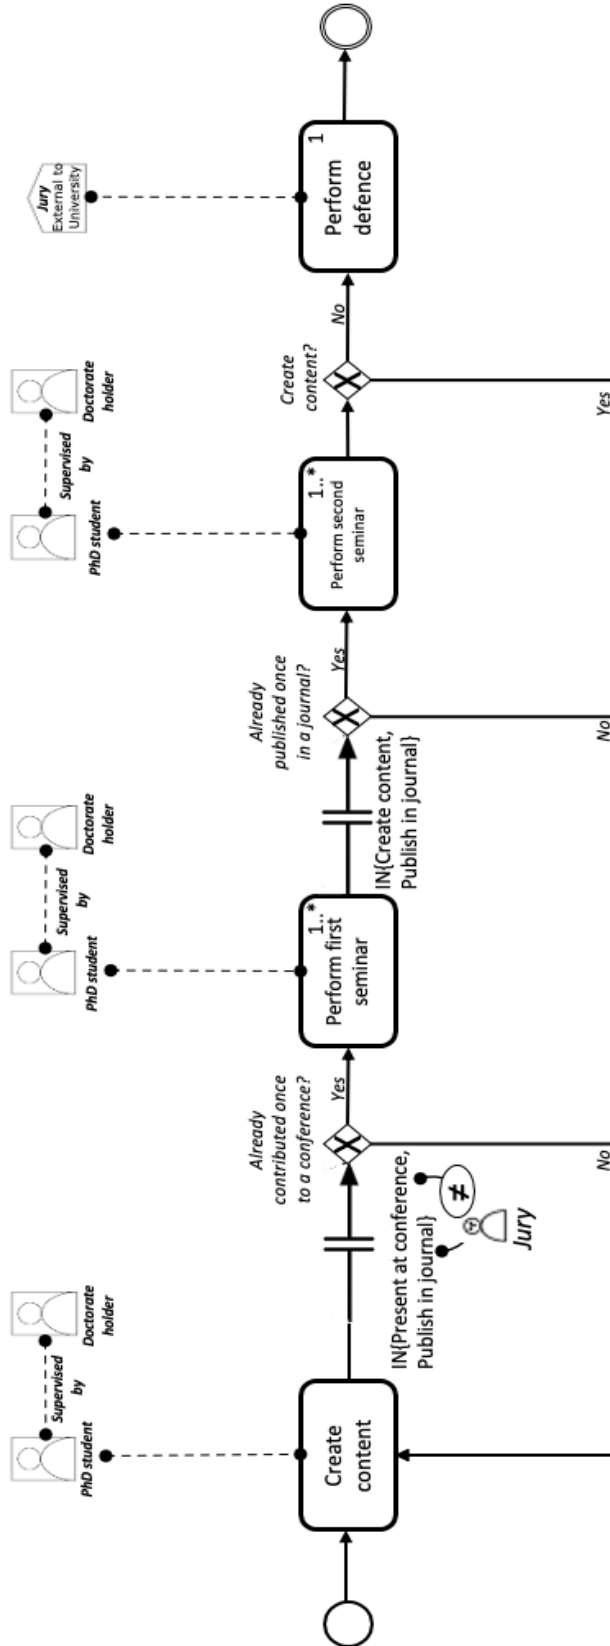 PhD student
Supervised
by
Doctorate
holder
Create
content
IN{Present at conference,
Publish in journal}
≠
Jury
Already
contributed once
to a conference?
Yes
No
PhD student
Supervised
by
Doctorate
holder
1..*
Perform first
seminar
IN{Create content,
Publish in journal}
Already
published once
in a journal?
Yes
No
PhD student
Supervised
by
Doctorate
holder
1..*
Perform second
seminar
Create
content?
No
Yes
Jury
External to
University
1
Perform
defence